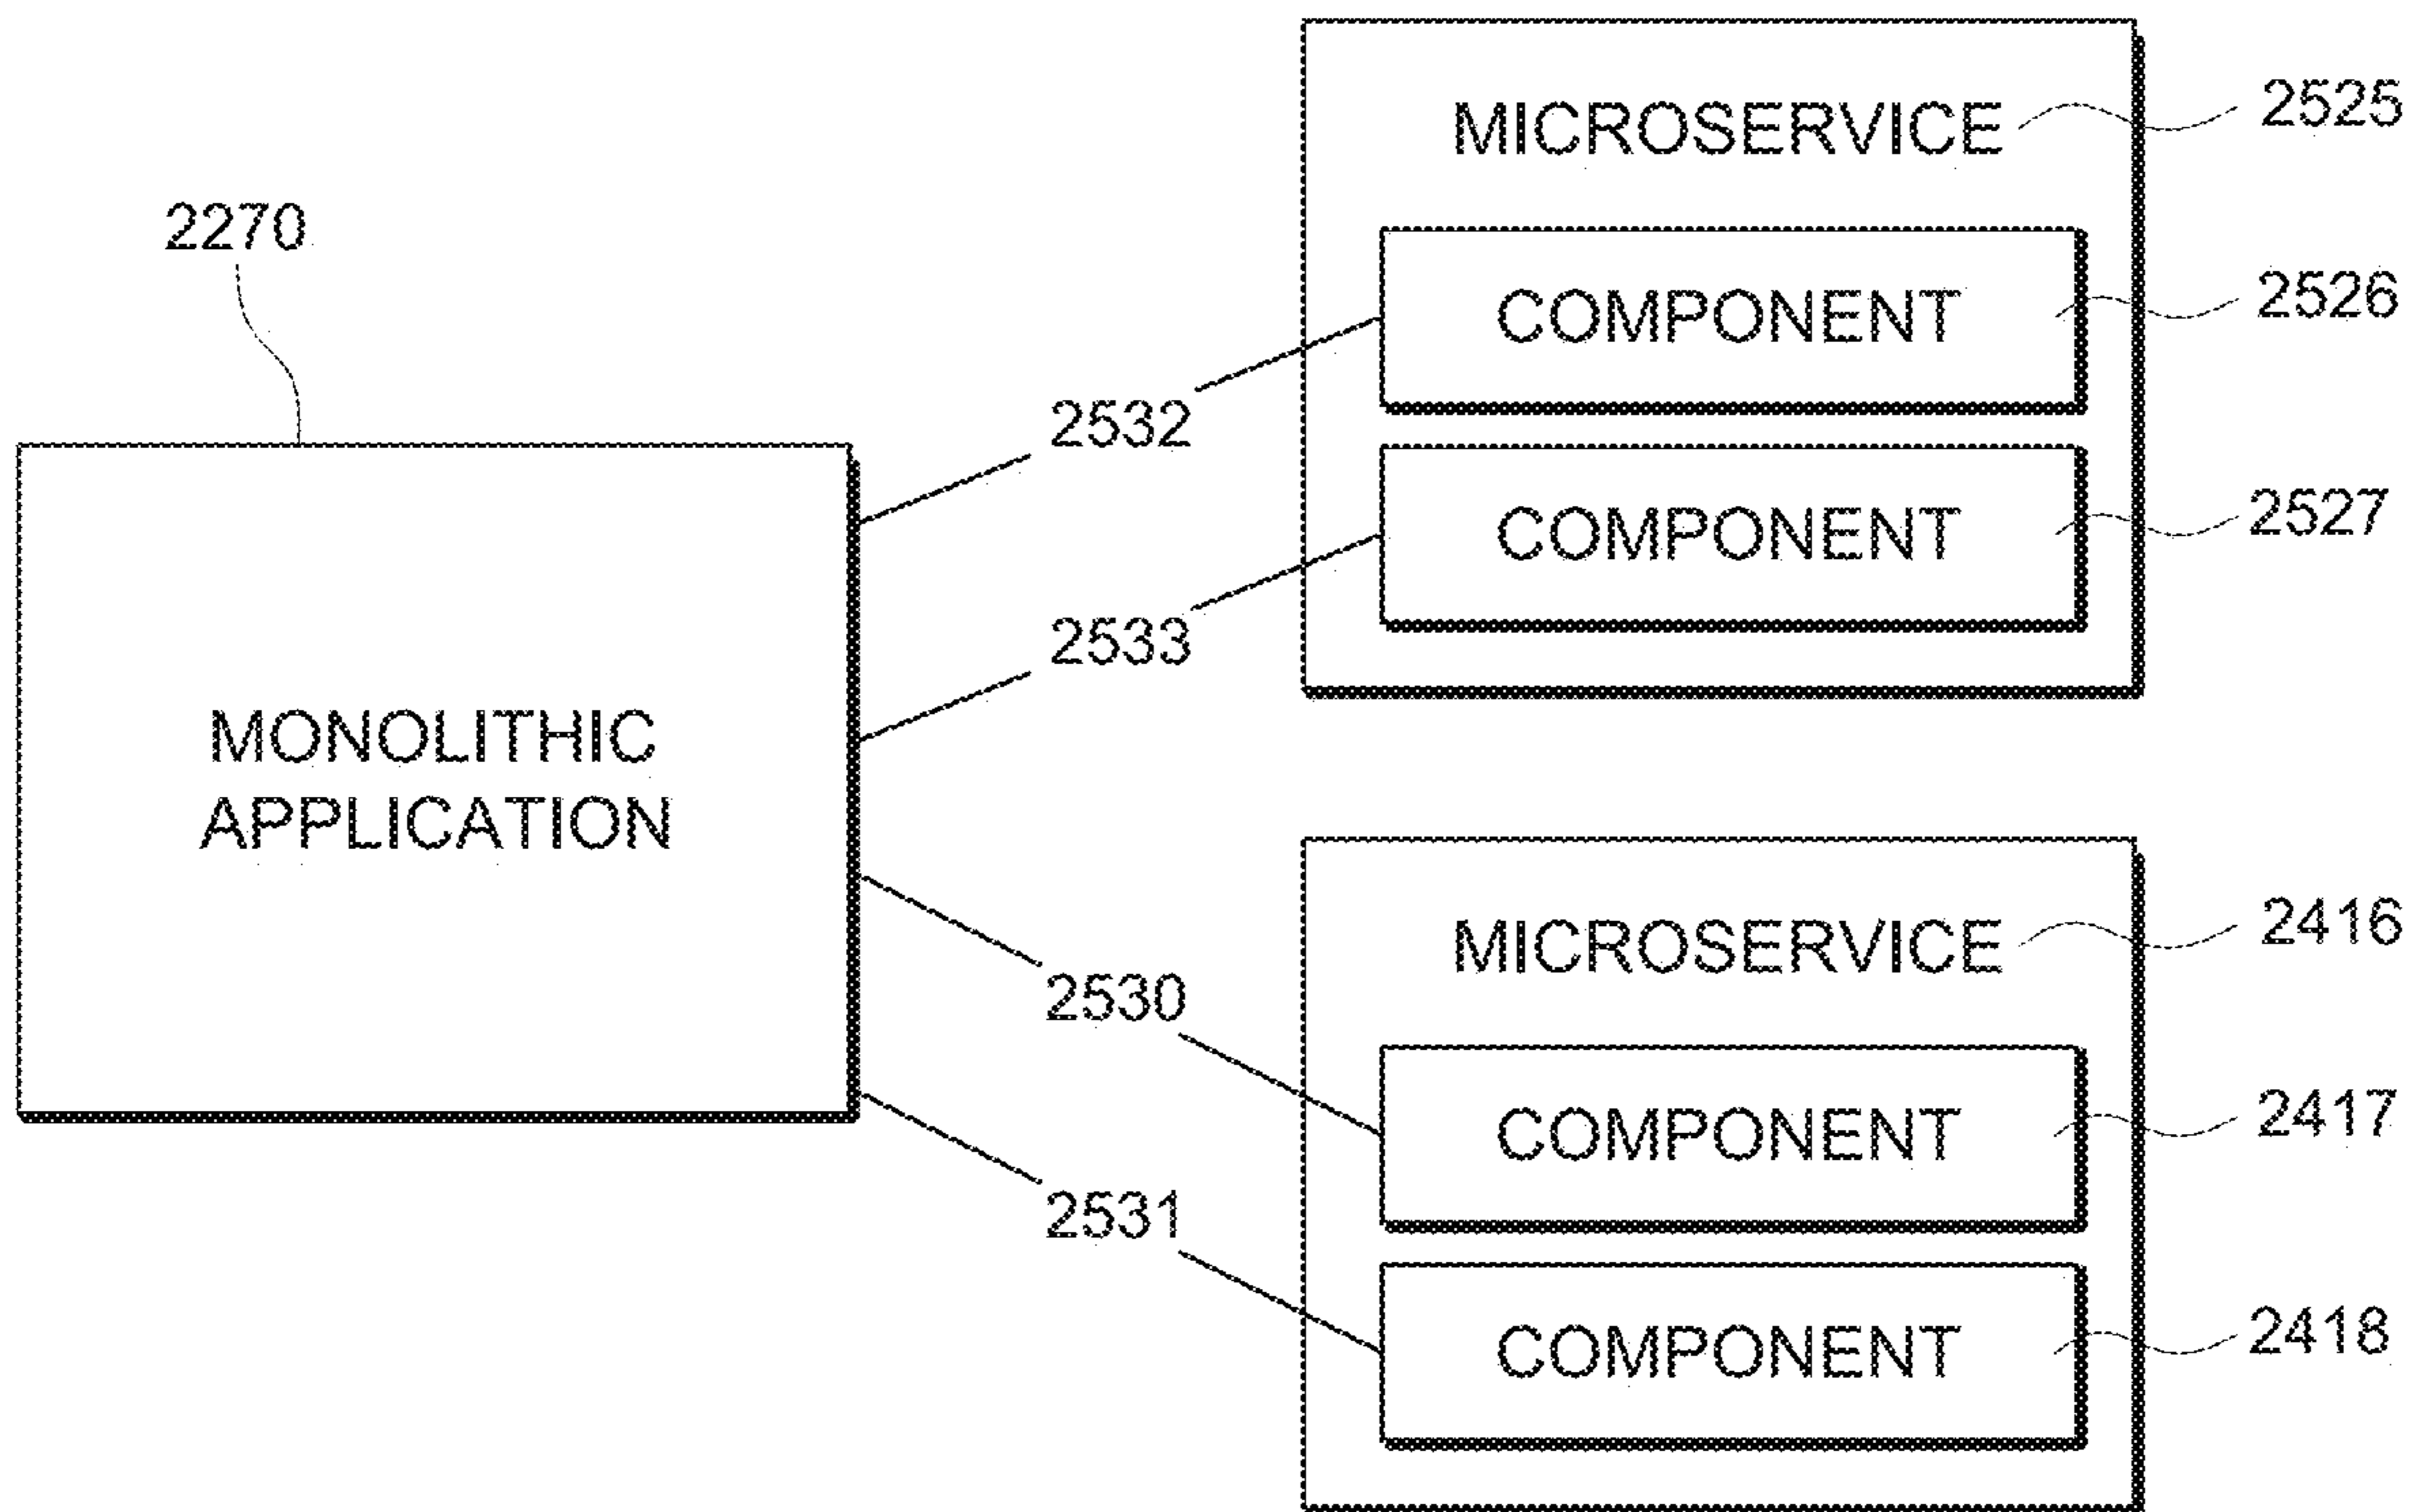 2270
MONOLITHIC
APPLICATION
2532
2533
2530
2531
MICROSERVICE
2525
COMPONENT
2526
COMPONENT
2527
MICROSERVICE
2416
COMPONENT
2417
COMPONENT
2418